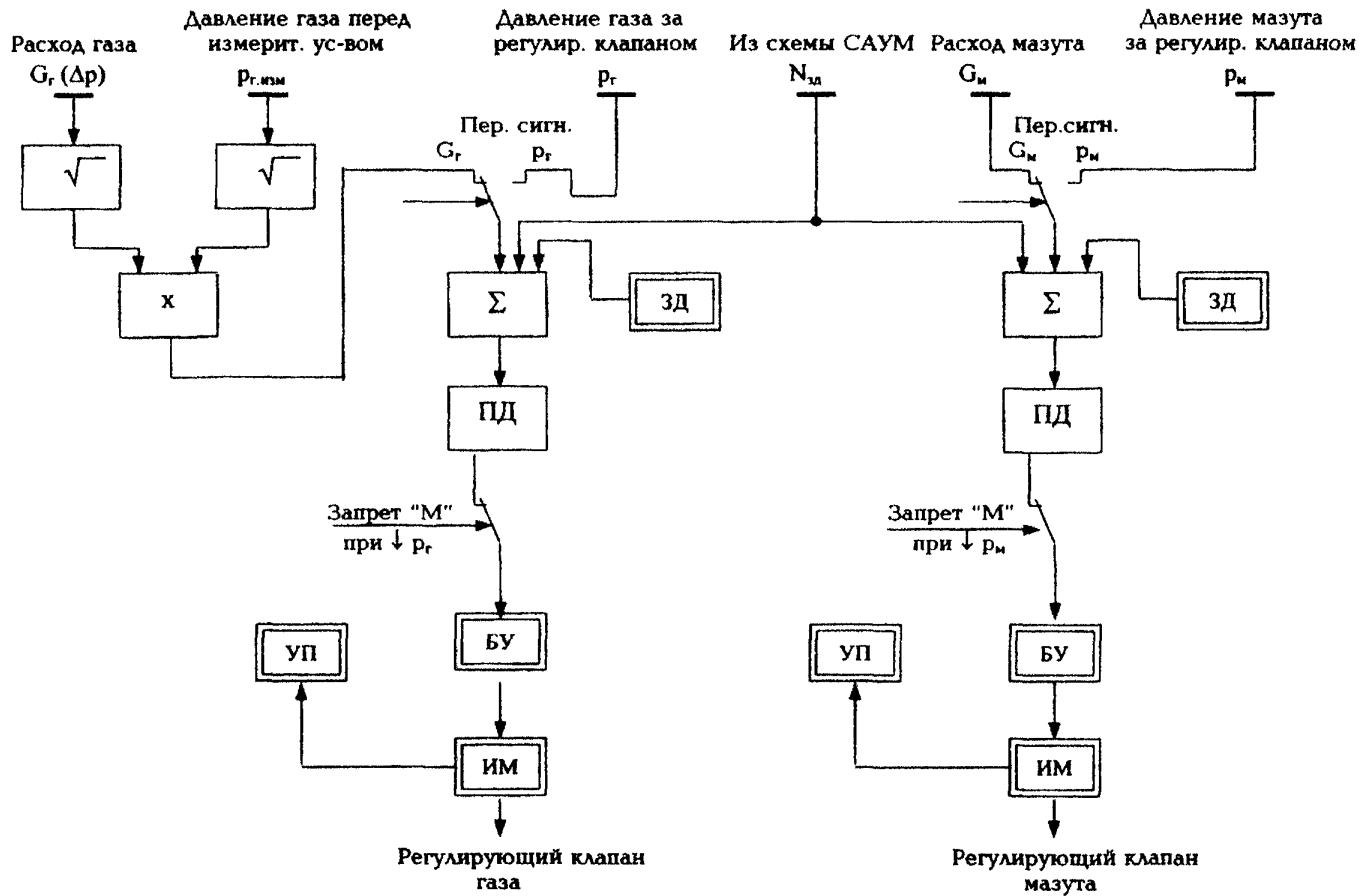 Расход газа
Gг (Δp)
Давление газа перед
измерит. ус-вом
pг.изм
Давление газа за
регулир. клапаном
pг
Из схемы САУМ
Nзд
Расход мазута
Gм
Давление мазута
за регулир. клапаном
pм
√
√
x
Пер. сигн.
Gг
pг
Пер.сигн.
Gм
pм
Σ
ЗД
Σ
ЗД
ПД
ПД
Запрет "М"
при ↓ pг
Запрет "М"
при ↓ pм
УП
БУ
УП
БУ
ИМ
ИМ
Регулирующий клапан
газа
Регулирующий клапан
мазута